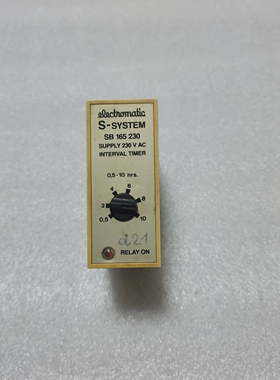 electromatic
S-SYSTEM
SB 165 230
SUPPLY 230 V AC
INTERVAL TIMER
0,5-10 hrs.
4 6
2 8
0,5 10
d21
RELAY ON